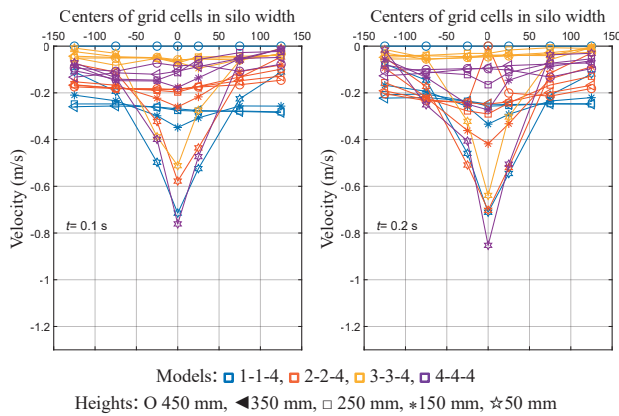 Centers of grid cells in silo width
-150 -100 -50 0 50 100 150
0
-0.2
-0.4
-0.6
-0.8
-1
-1.2
Velocity (m/s)
t= 0.1 s
Centers of grid cells in silo width
-150 -100 -50 0 50 100 150
0
-0.2
-0.4
-0.6
-0.8
-1
-1.2
Velocity (m/s)
t= 0.2 s
Models: 1-1-4, 2-2-4, 3-3-4, 4-4-4
Heights: O 450 mm, ◀350 mm, □ 250 mm, *150 mm, ☆50 mm